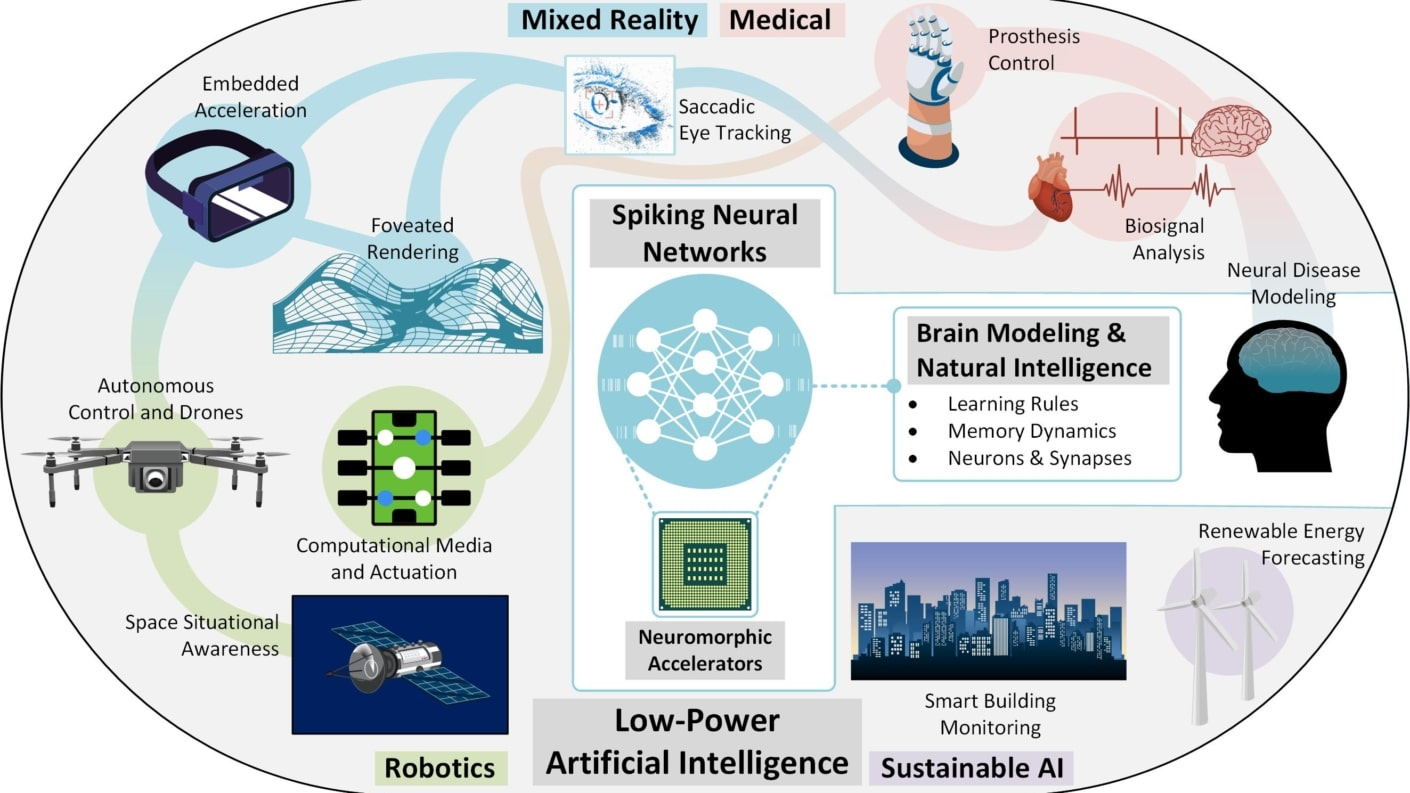 Mixed Reality
Medical
Embedded
Acceleration
Saccadic
Eye Tracking
Prosthesis
Control
Foveated
Rendering
Biosignal
Analysis
Neural Disease
Modeling
Spiking Neural
Networks
Brain Modeling &
Natural Intelligence
• Learning Rules
• Memory Dynamics
• Neurons & Synapses
Autonomous
Control and Drones
Computational Media
and Actuation
Space Situational
Awareness
Neuromorphic
Accelerators
Renewable Energy
Forecasting
Smart Building
Monitoring
Low-Power
Artificial Intelligence
Robotics
Sustainable AI